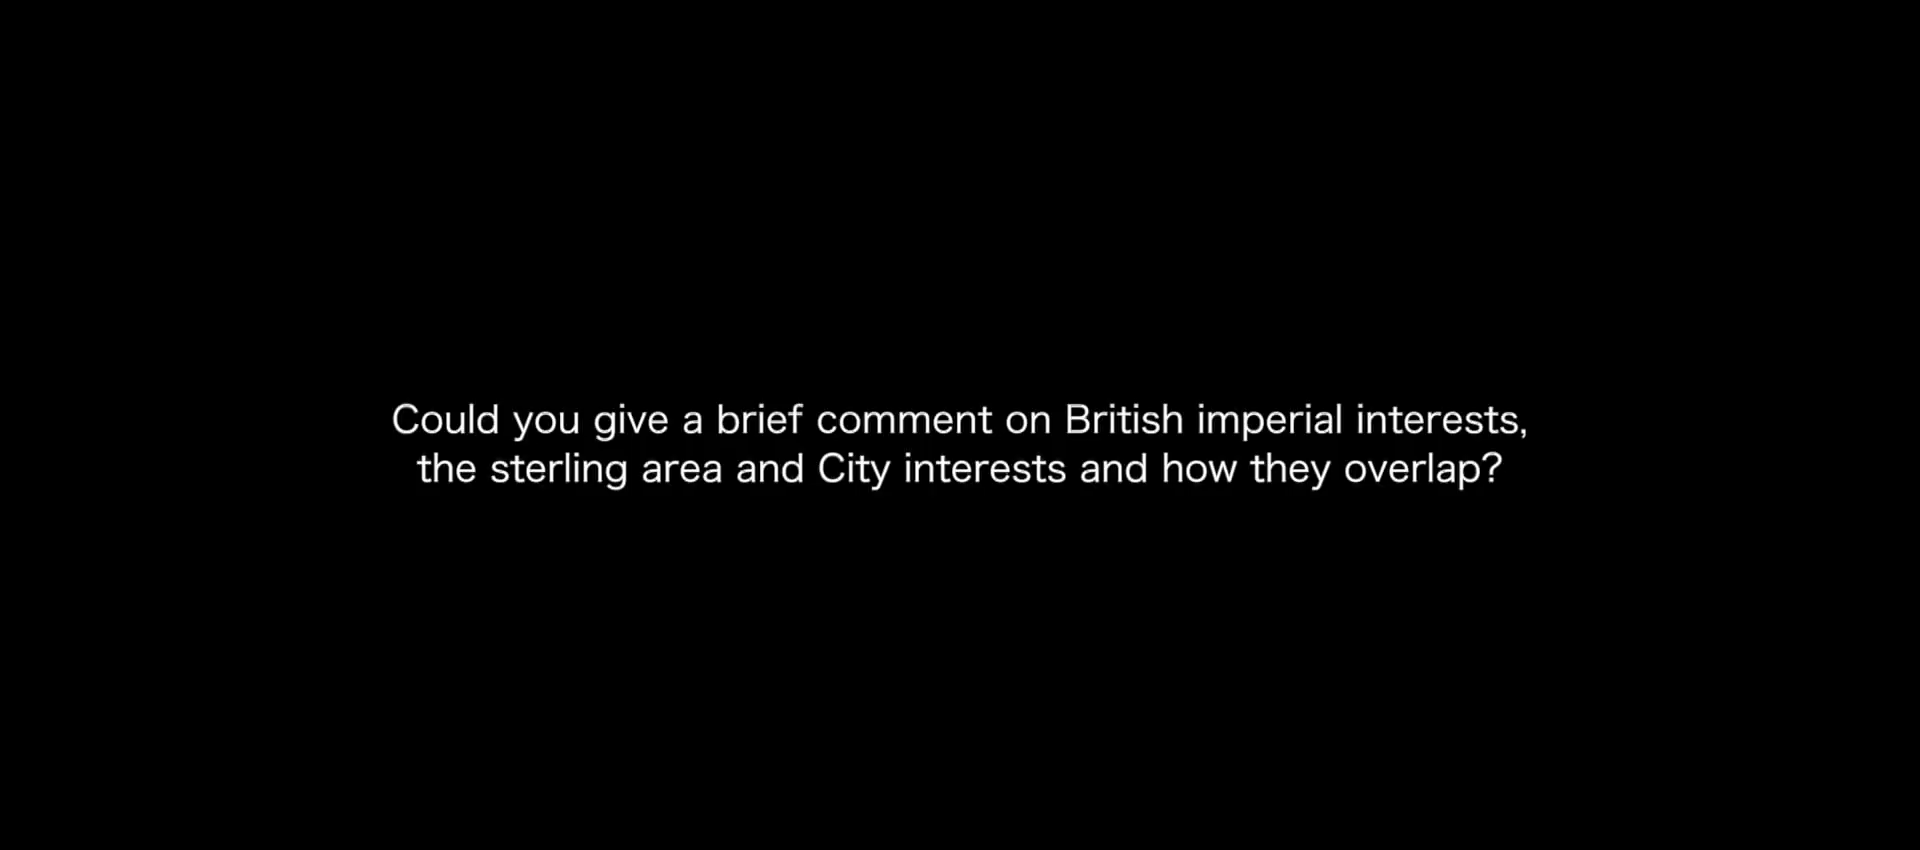 Could you give a brief comment on British imperial interests,
the sterling area and City interests and how they overlap?